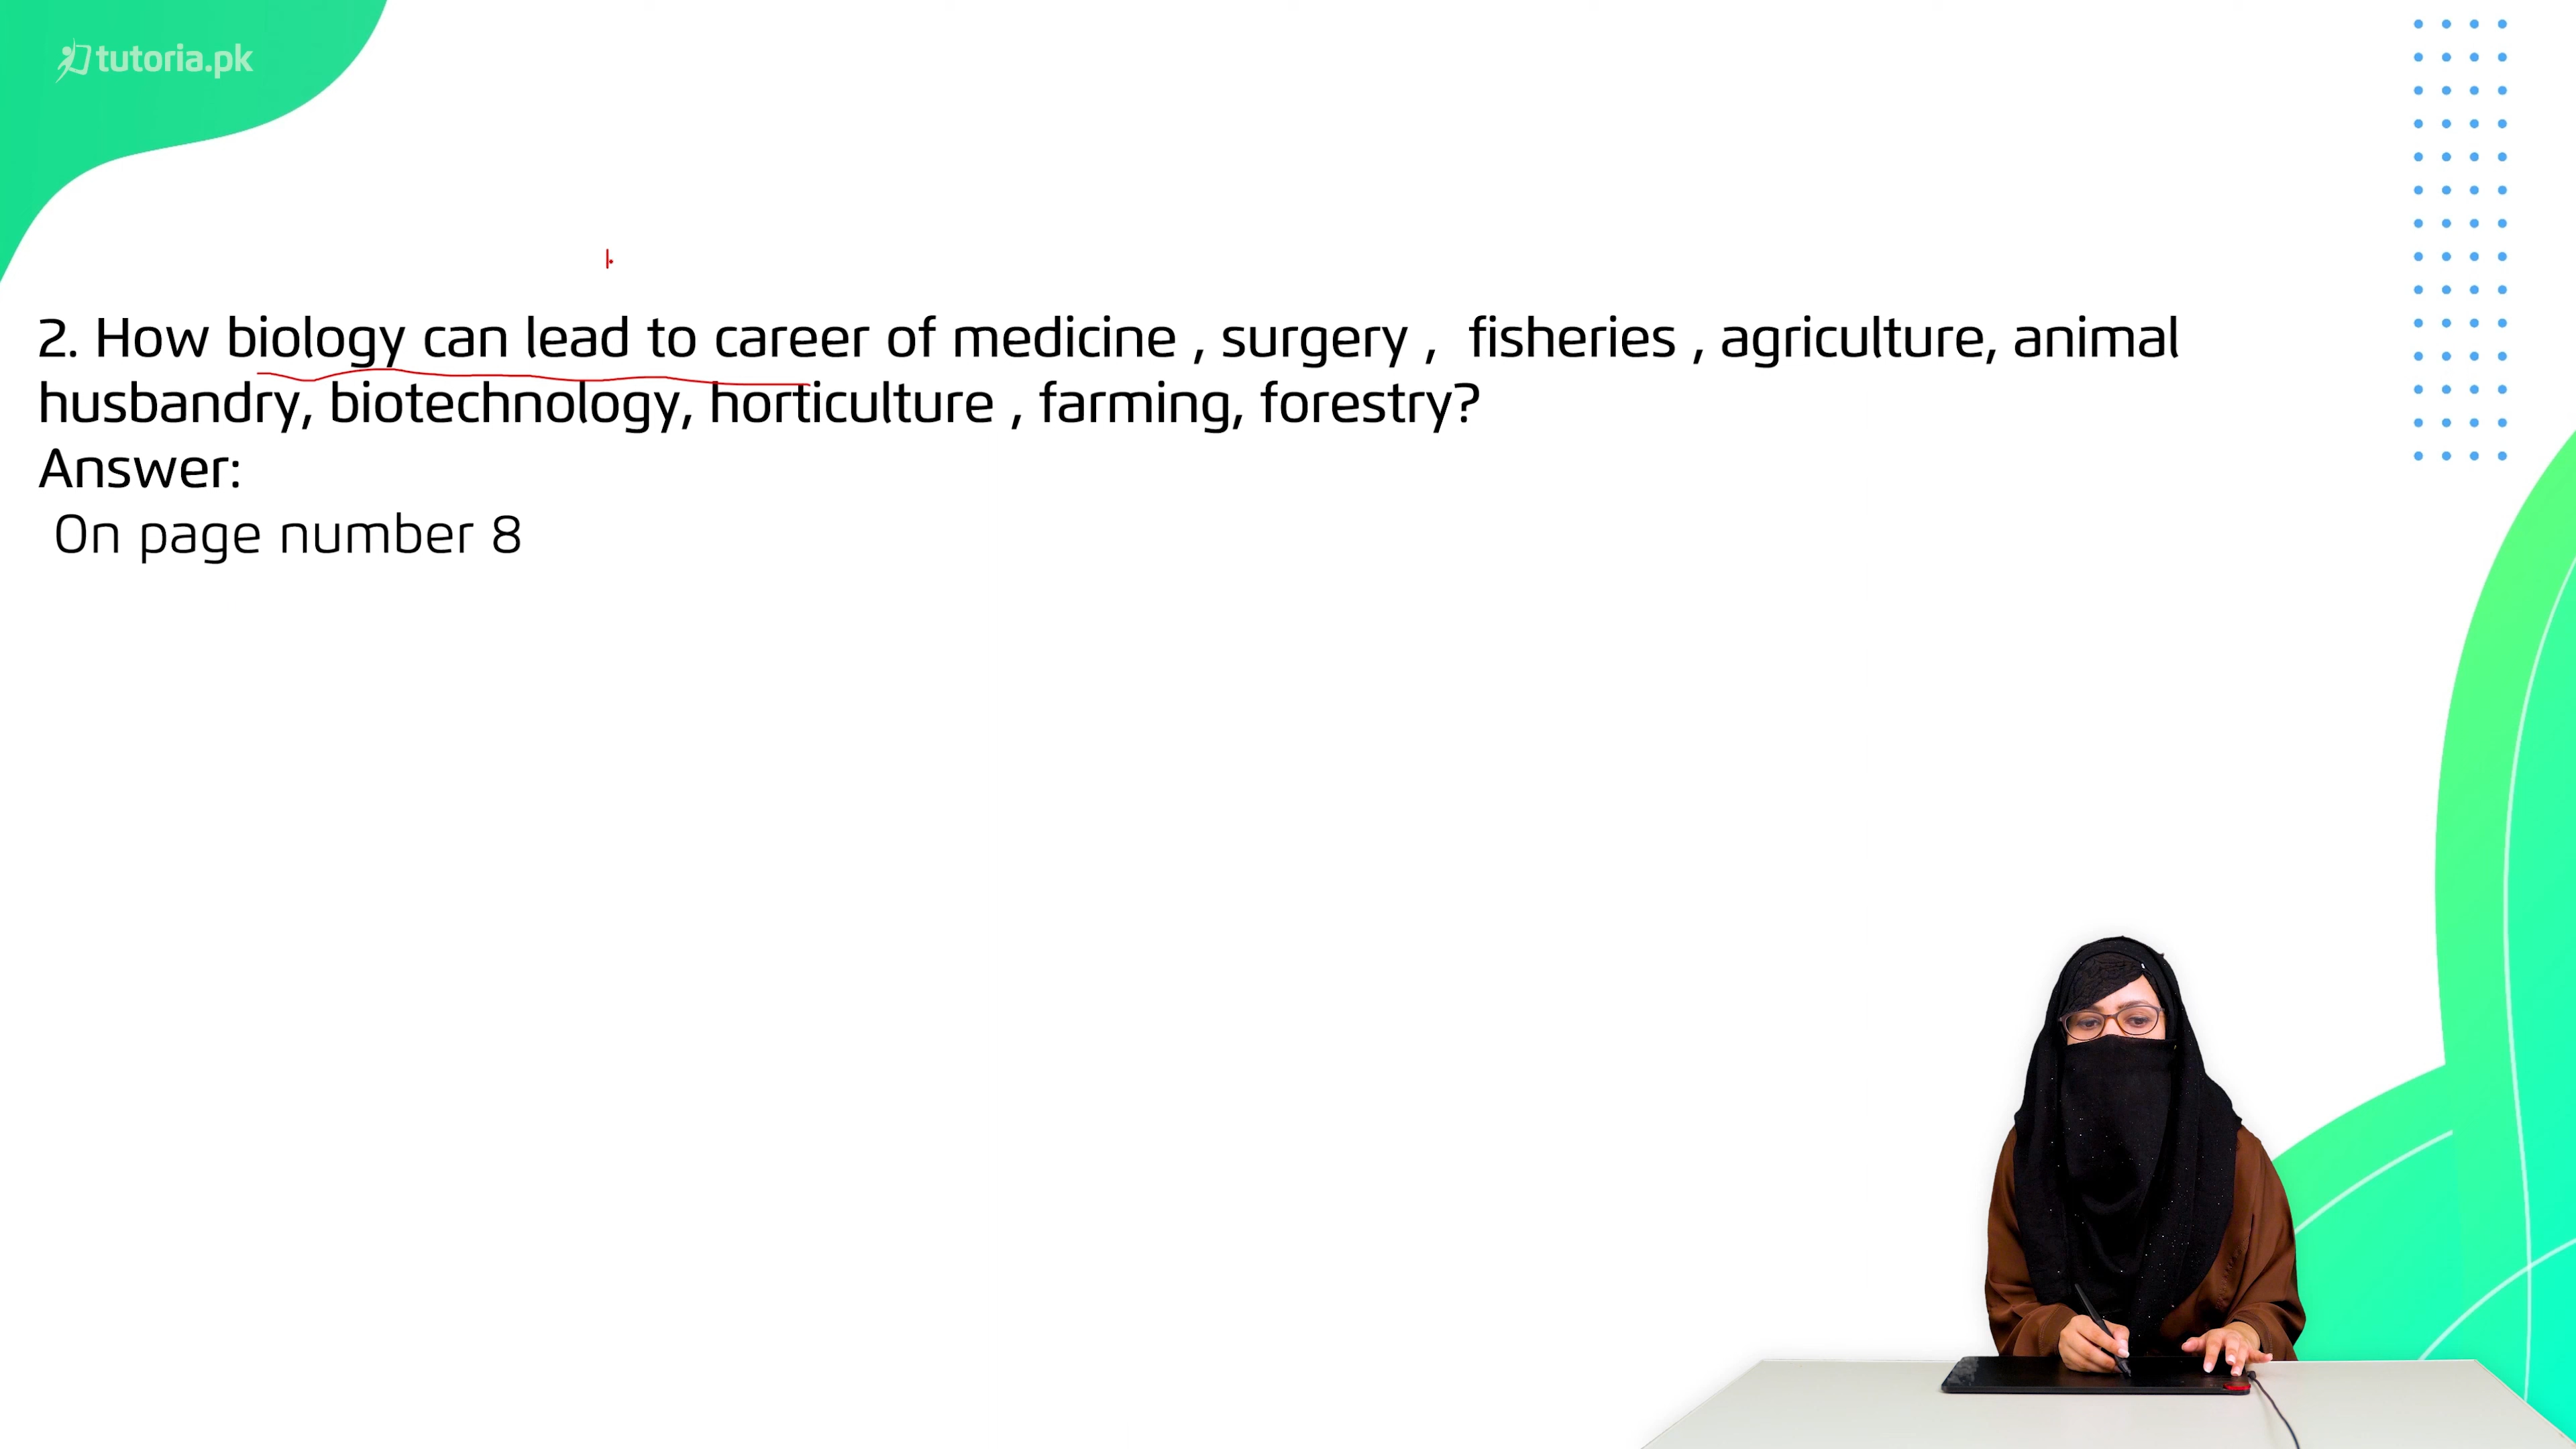 tutoria.pk
2. How biology can lead to career of medicine , surgery , fisheries , agriculture, animal
husbandry, biotechnology, horticulture , farming, forestry?
Answer:
On page number 8